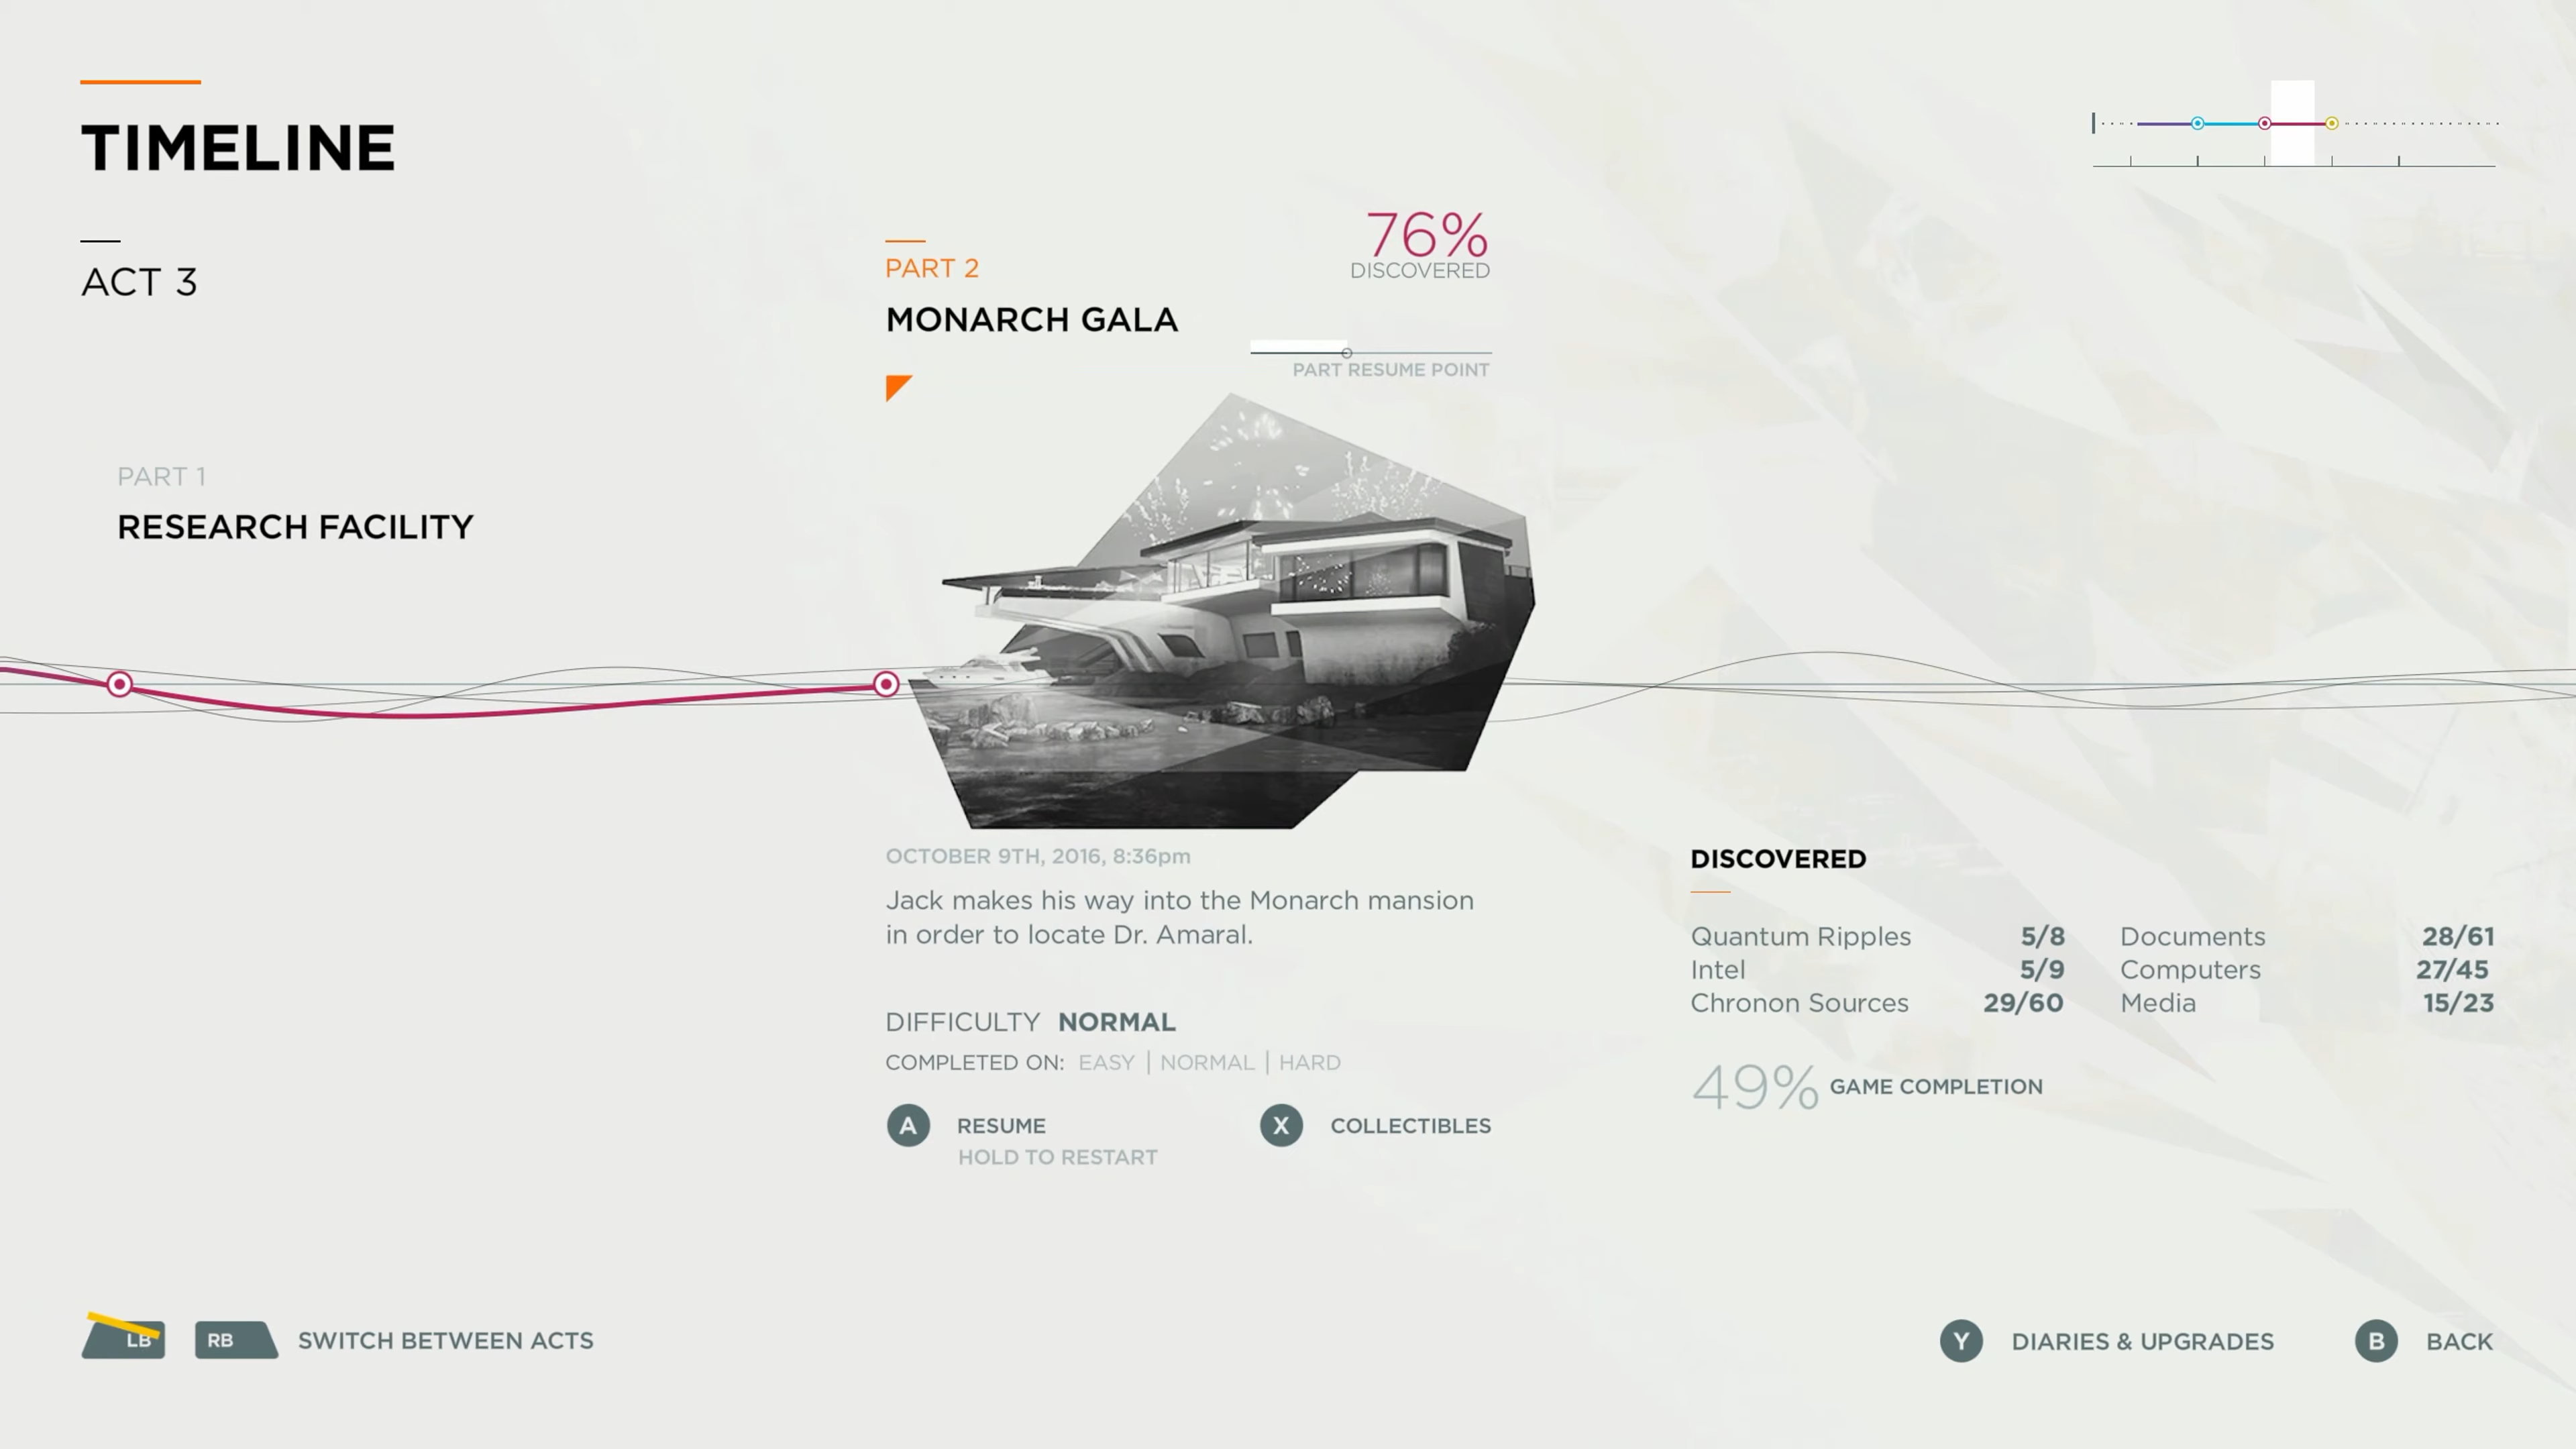 TIMELINE
ACT 3
PART 1
RESEARCH FACILITY
PART 2
MONARCH GALA
76%
DISCOVERED
PART RESUME POINT
OCTOBER 9TH, 2016, 8:36pm
Jack makes his way into the Monarch mansion
in order to locate Dr. Amaral.
DIFFICULTY NORMAL
COMPLETED ON: EASY | NORMAL | HARD
A RESUME
HOLD TO RESTART
X COLLECTIBLES
DISCOVERED
Quantum Ripples 5/8
Intel 5/9
Chronon Sources 29/60
Documents 28/61
Computers 27/45
Media 15/23
49% GAME COMPLETION
LB RB SWITCH BETWEEN ACTS
Y DIARIES & UPGRADES
B BACK